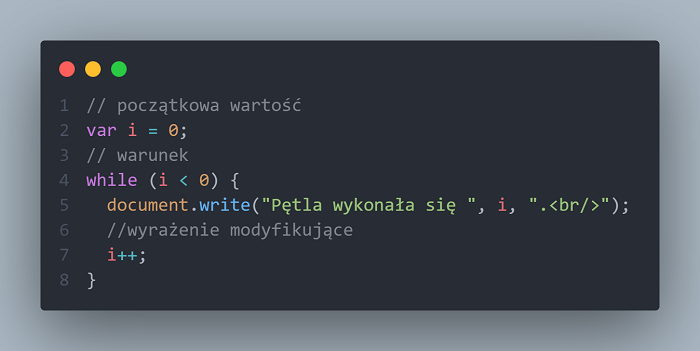 1 // początkowa wartość
2 var i = 0;
3 // warunek
4 while (i < 0) {
5   document.write("Pętla wykonała się ", i, ".<br/>");
6   //wyrażenie modyfikujące
7   i++;
8 }